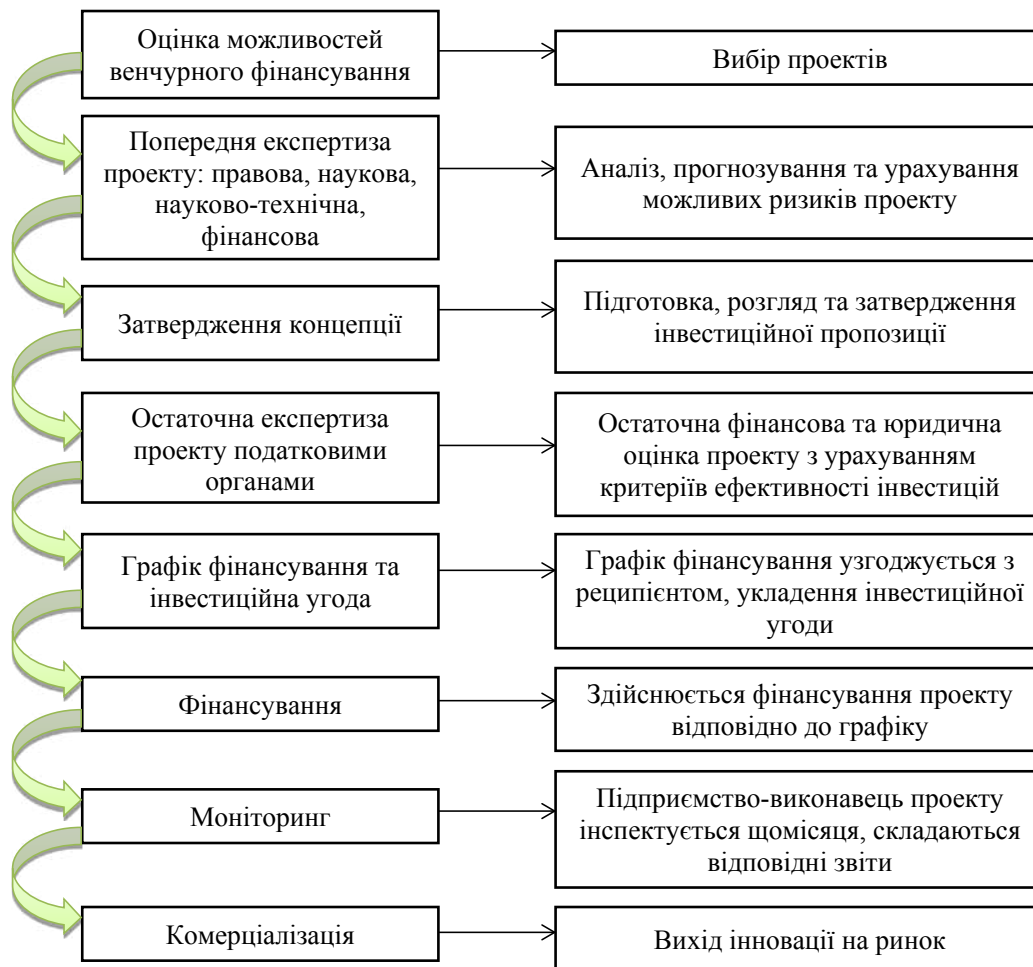 Оцінка можливостей
венчурного фінансування
Вибір проектів
Попередня експертиза
проекту: правова, наукова,
науково-технічна,
фінансова
Аналіз, прогнозування та урахування
можливих ризиків проекту
Затвердження концепції
Підготовка, розгляд та затвердження
інвестиційної пропозиції
Остаточна експертиза
проекту податковими
органами
Остаточна фінансова та юридична
оцінка проекту з урахуванням
критеріїв ефективності інвестицій
Графік фінансування та
інвестиційна угода
Графік фінансування узгоджується з
реципієнтом, укладення інвестиційної
угоди
Фінансування
Здійснюється фінансування проекту
відповідно до графіку
Моніторинг
Підприємство-виконавець проекту
інспектується щомісяця, складаються
відповідні звіти
Комерціалізація
Вихід інновації на ринок